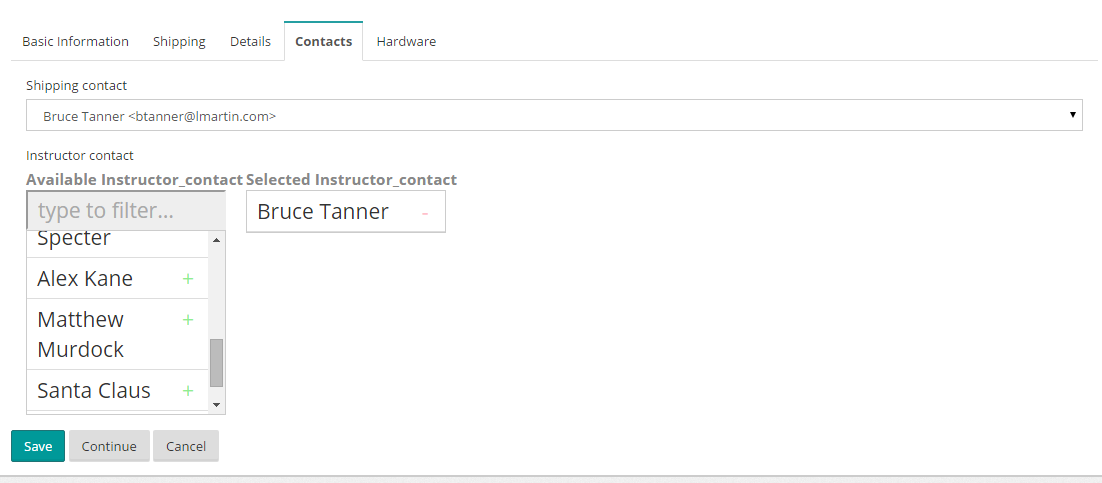 Basic Information Shipping Details Contacts Hardware
Shipping contact
Bruce Tanner <btanner@lmartin.com>
Instructor contact
Available Instructor_contact Selected Instructor_contact
type to filter...
Bruce Tanner -
Specter
Alex Kane +
Matthew +
Murdock
Santa Claus +
Save Continue Cancel